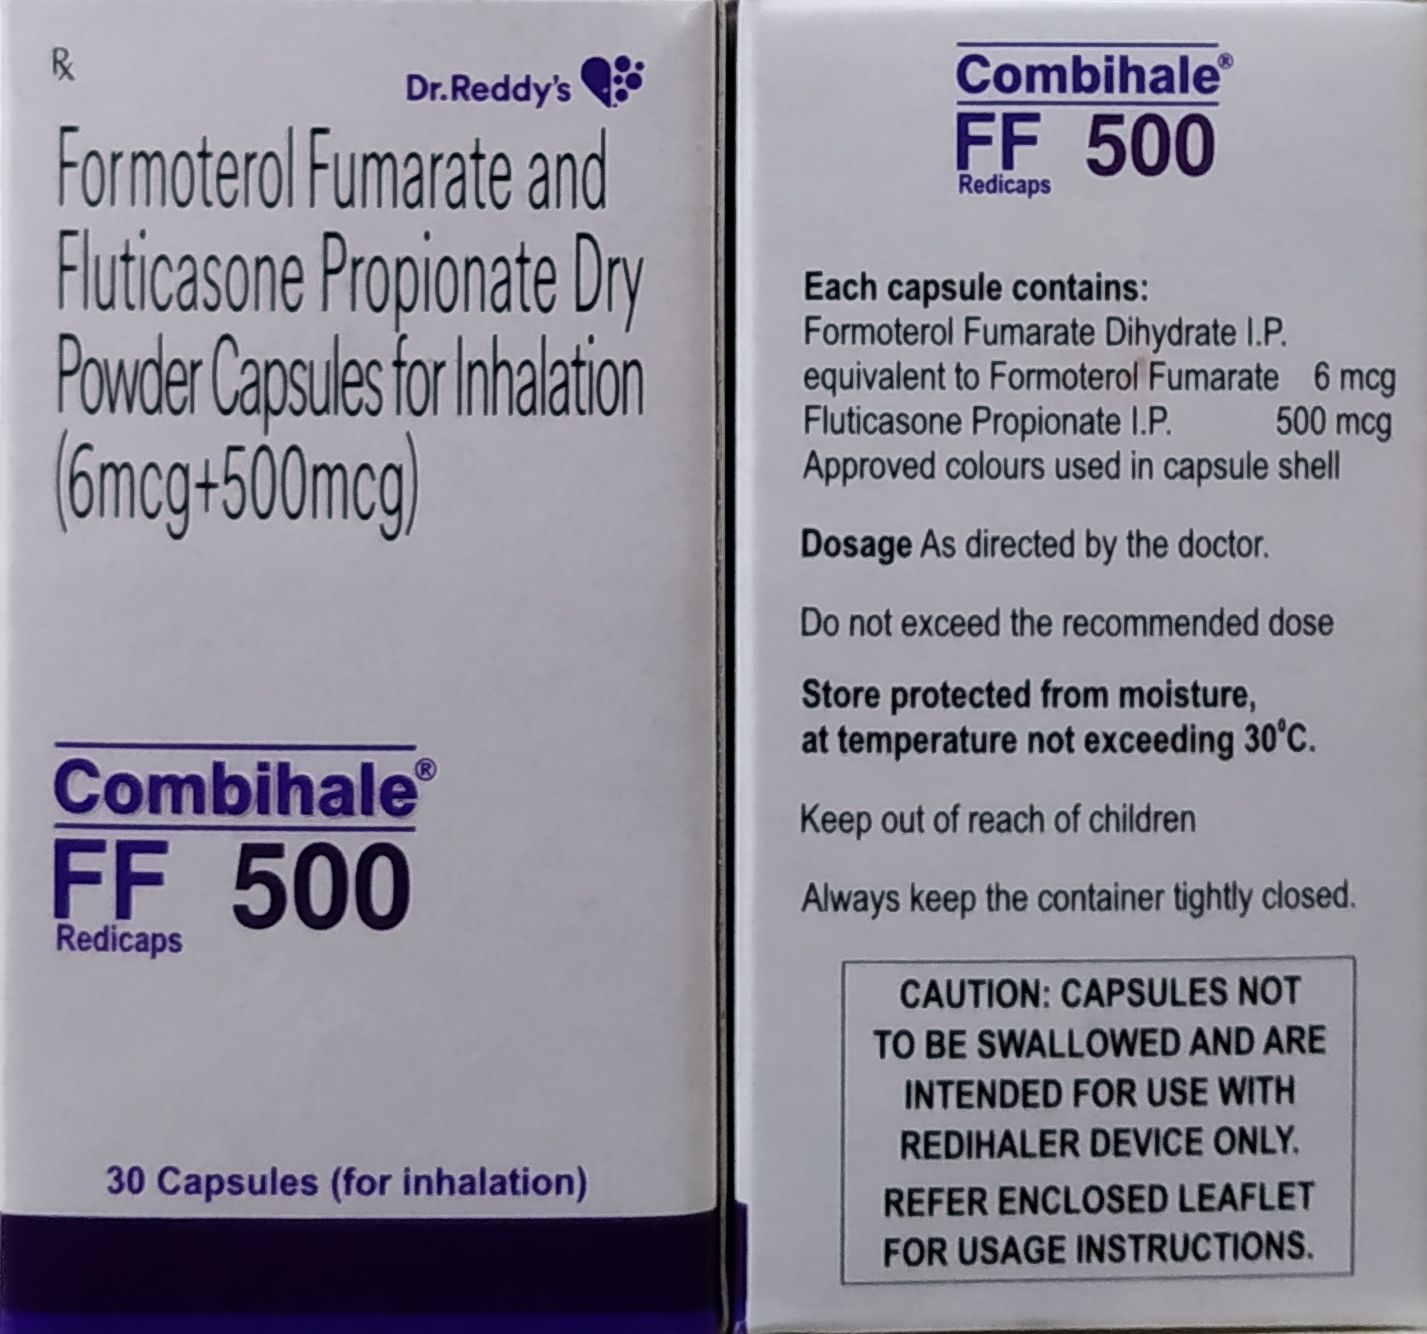 Rx
Dr.Reddy's
Formoterol Fumarate and
Fluticasone Propionate Dry
Powder Capsules for Inhalation
(6mcg+500mcg)
Combihale®
FF 500
Redicaps
30 Capsules (for inhalation)
Combihale®
FF 500
Redicaps
Each capsule contains:
Formoterol Fumarate Dihydrate I.P.
equivalent to Formoterol Fumarate 6 mcg
Fluticasone Propionate I.P. 500 mcg
Approved colours used in capsule shell
Dosage As directed by the doctor.
Do not exceed the recommended dose
Store protected from moisture,
at temperature not exceeding 30°C.
Keep out of reach of children
Always keep the container tightly closed.
CAUTION: CAPSULES NOT
TO BE SWALLOWED AND ARE
INTENDED FOR USE WITH
REDIHALER DEVICE ONLY.
REFER ENCLOSED LEAFLET
FOR USAGE INSTRUCTIONS.